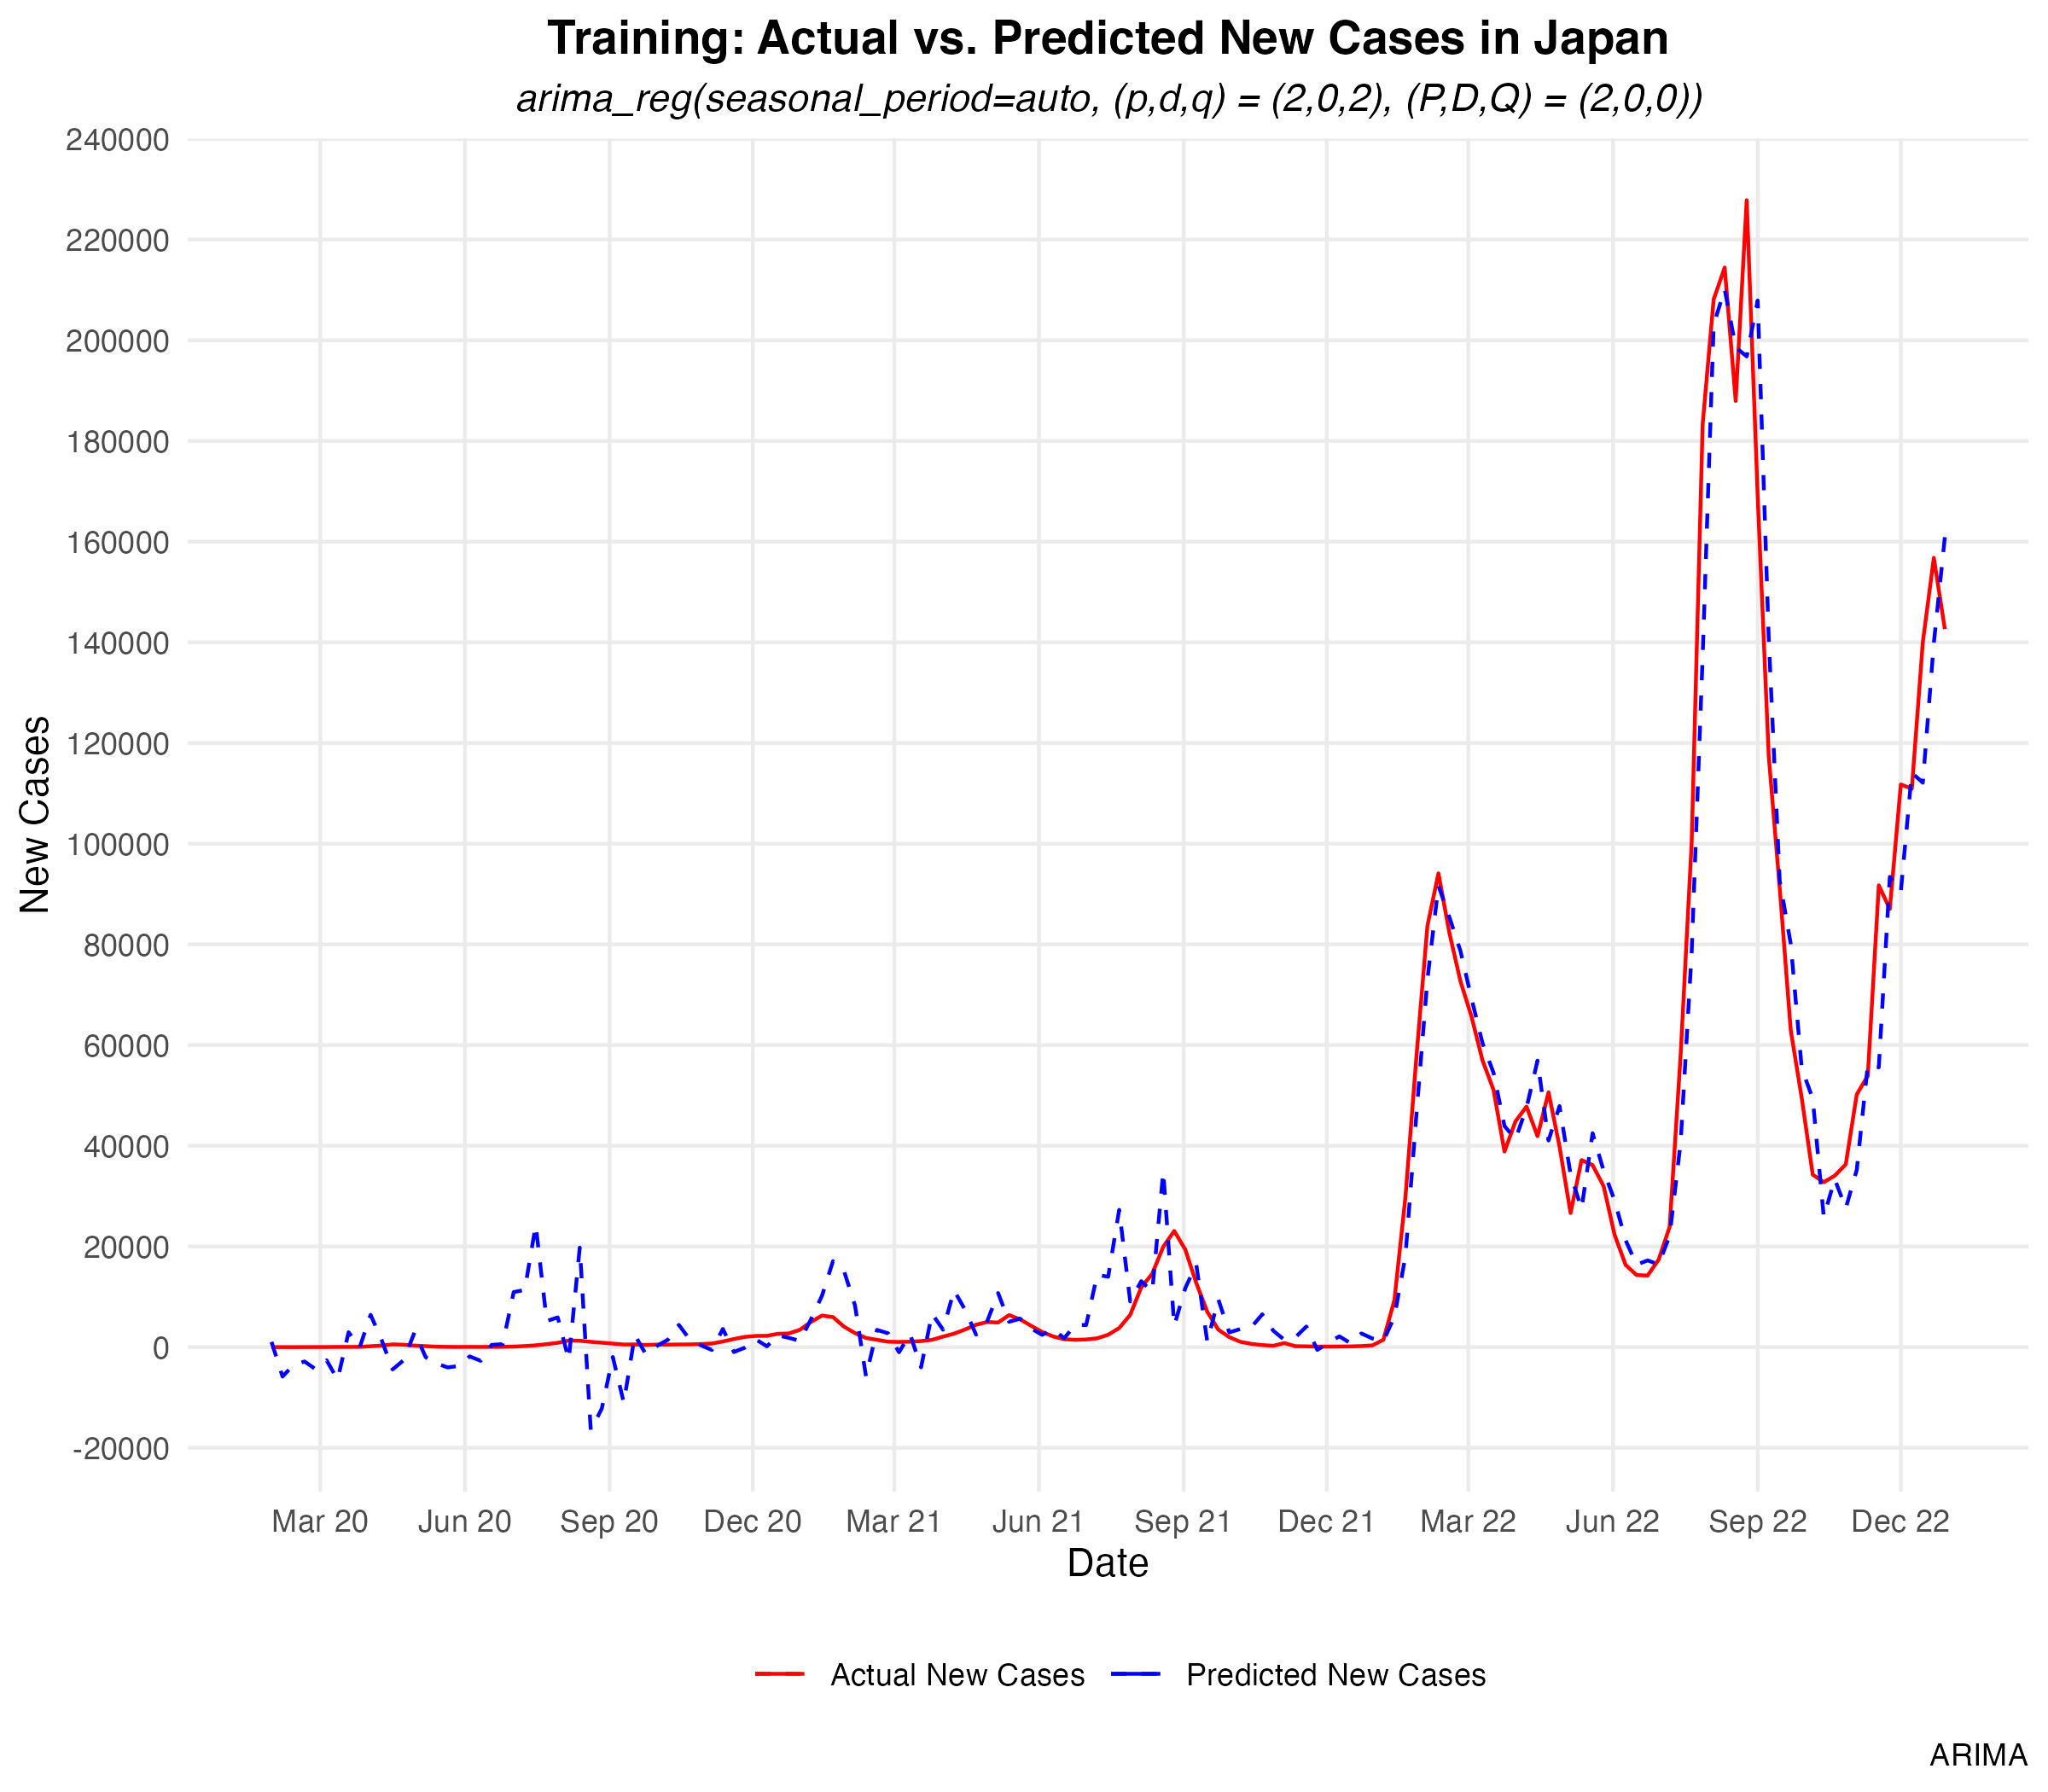 Training: Actual vs. Predicted New Cases in Japan
arima_reg(seasonal_period=auto, (p,d,q) = (2,0,2), (P,D,Q) = (2,0,0))
240000
220000
200000
180000
160000
140000
120000
100000
80000
60000
40000
20000
0
-20000
New Cases
Mar 20 Jun 20 Sep 20 Dec 20 Mar 21 Jun 21 Sep 21 Dec 21 Mar 22 Jun 22 Sep 22 Dec 22
Date
Actual New Cases Predicted New Cases
ARIMA